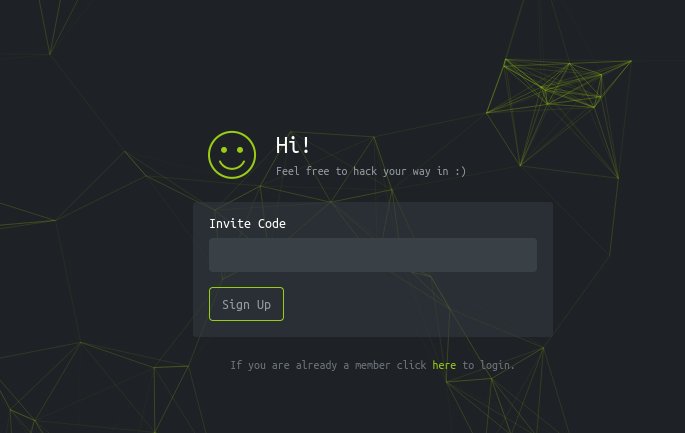 Hi!
Feel free to hack your way in :)
Invite Code
Sign Up
If you are already a member click here to login.